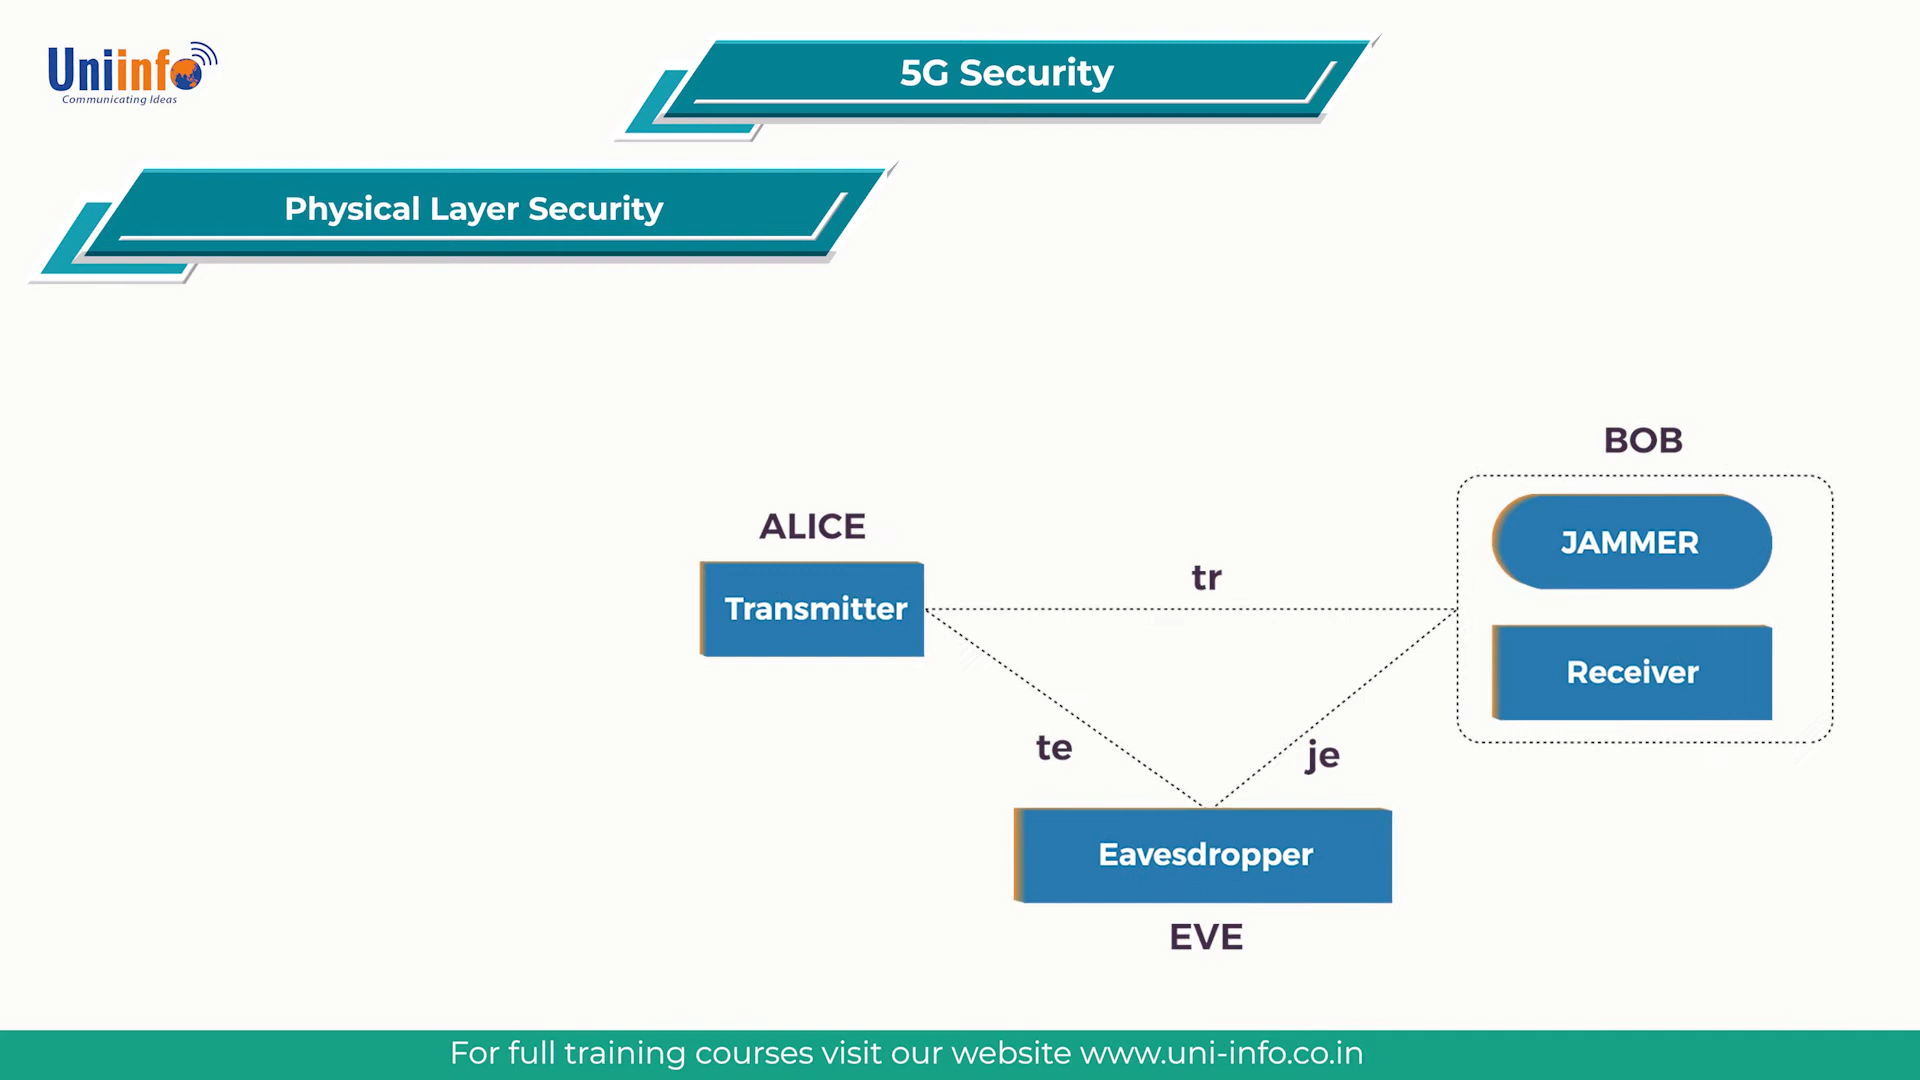 Uniinfo
Communicating Ideas
5G Security
Physical Layer Security
BOB
JAMMER
ALICE
tr
Transmitter
Receiver
te
je
Eavesdropper
EVE
For full training courses visit our website www.uni-info.co.in